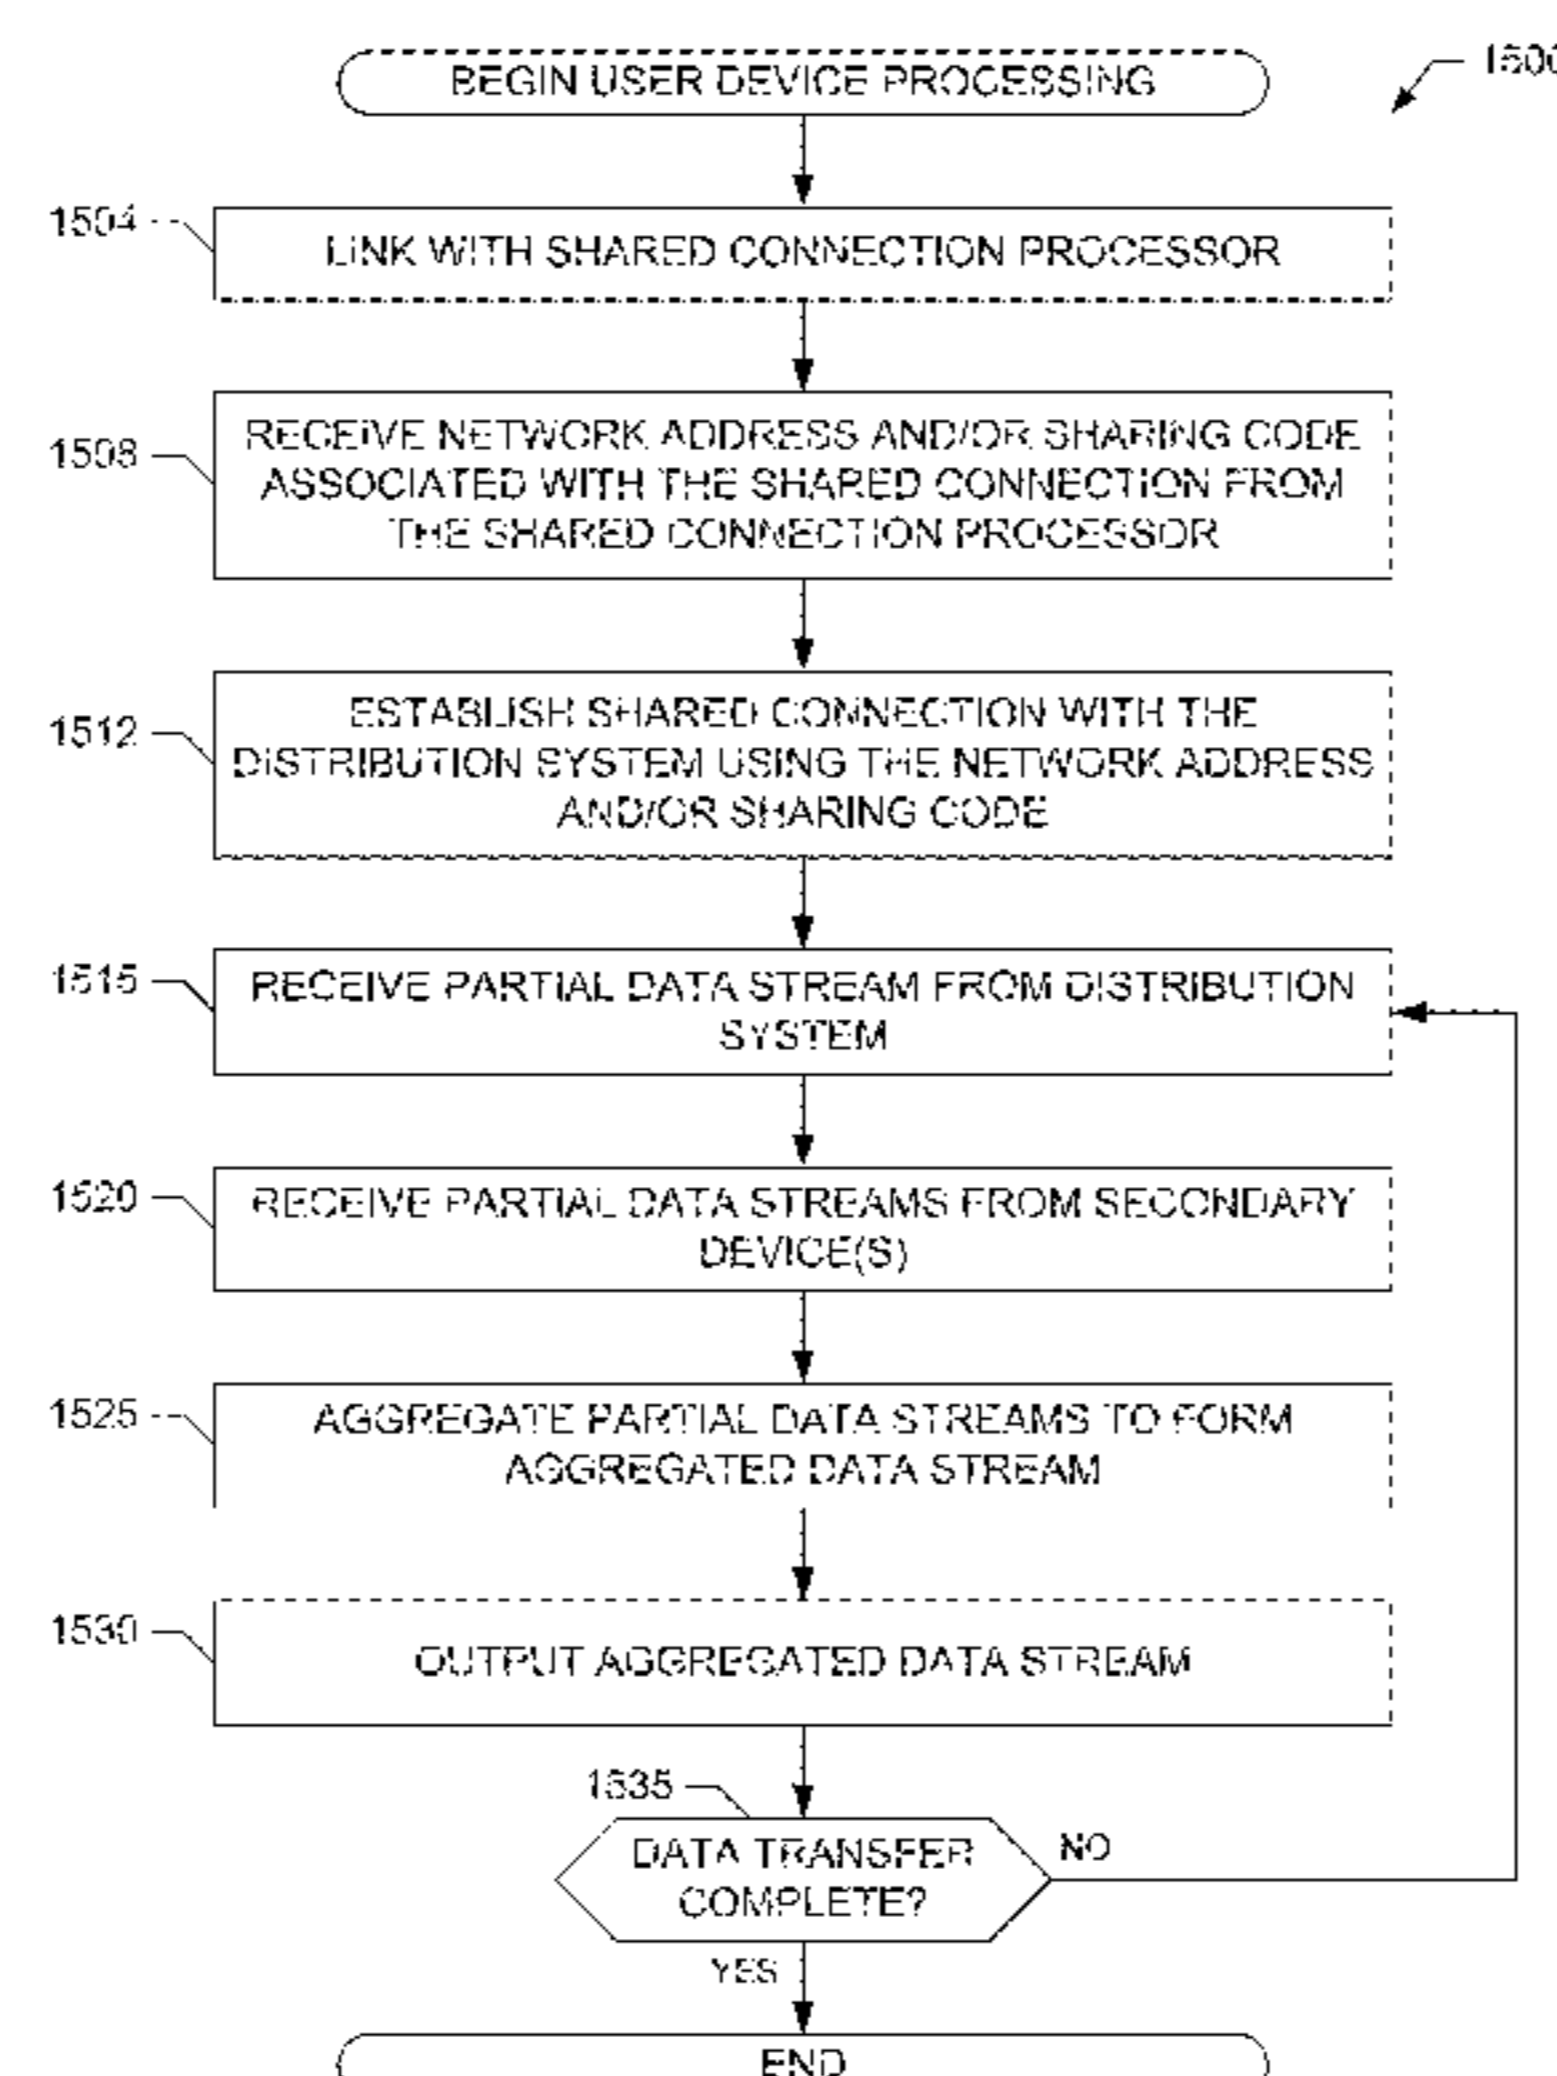 BEGIN USER DEVICE PROCESSING
1500
1504
LINK WITH SHARED CONNECTION PROCESSOR
1508
RECEIVE NETWORK ADDRESS AND/OR SHARING CODE
ASSOCIATED WITH THE SHARED CONNECTION FROM
THE SHARED CONNECTION PROCESSOR
1512
ESTABLISH SHARED CONNECTION WITH THE
DISTRIBUTION SYSTEM USING THE NETWORK ADDRESS
AND/OR SHARING CODE
1515
RECEIVE PARTIAL DATA STREAM FROM DISTRIBUTION
SYSTEM
1520
RECEIVE PARTIAL DATA STREAMS FROM SECONDARY
DEVICE(S)
1525
AGGREGATE PARTIAL DATA STREAMS TO FORM
AGGREGATED DATA STREAM
1530
OUTPUT AGGREGATED DATA STREAM
1535
DATA TRANSFER
COMPLETE?
NO
YES
END